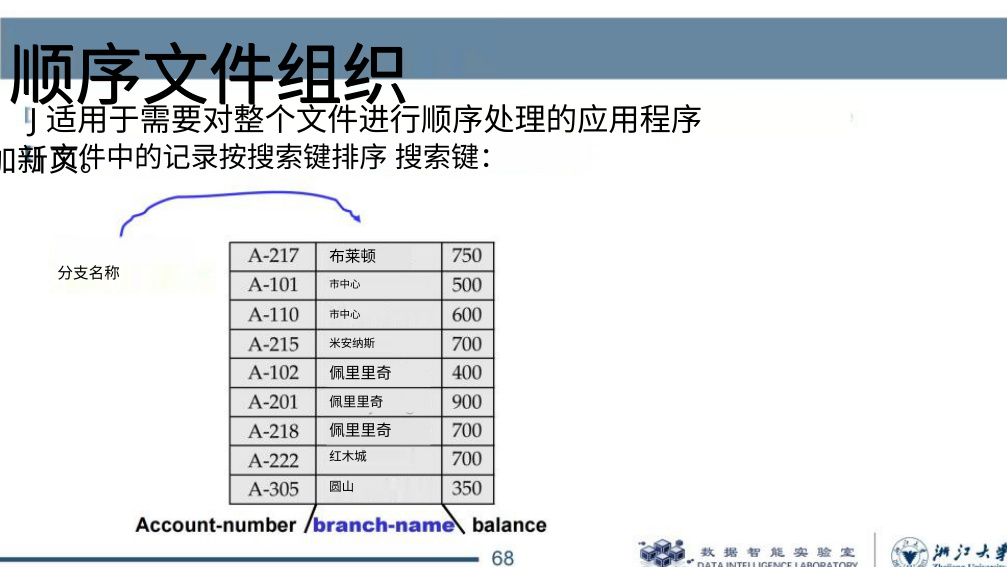 顺序文件组织
适用于需要对整个文件进行顺序处理的应用程序
加新页。文件中的记录按搜索键排序 搜索键：
分支名称
A-217 布莱顿 750
A-101 市中心 500
A-110 市中心 600
A-215 米安纳斯 700
A-102 佩里里奇 400
A-201 佩里里奇 900
A-218 佩里里奇 700
A-222 红木城 700
A-305 圆山 350
Account-number branch-name balance
68
数据智能实验室
DATA INTELLIGENCE LABORATORY
浙江大学
Zhejiang University